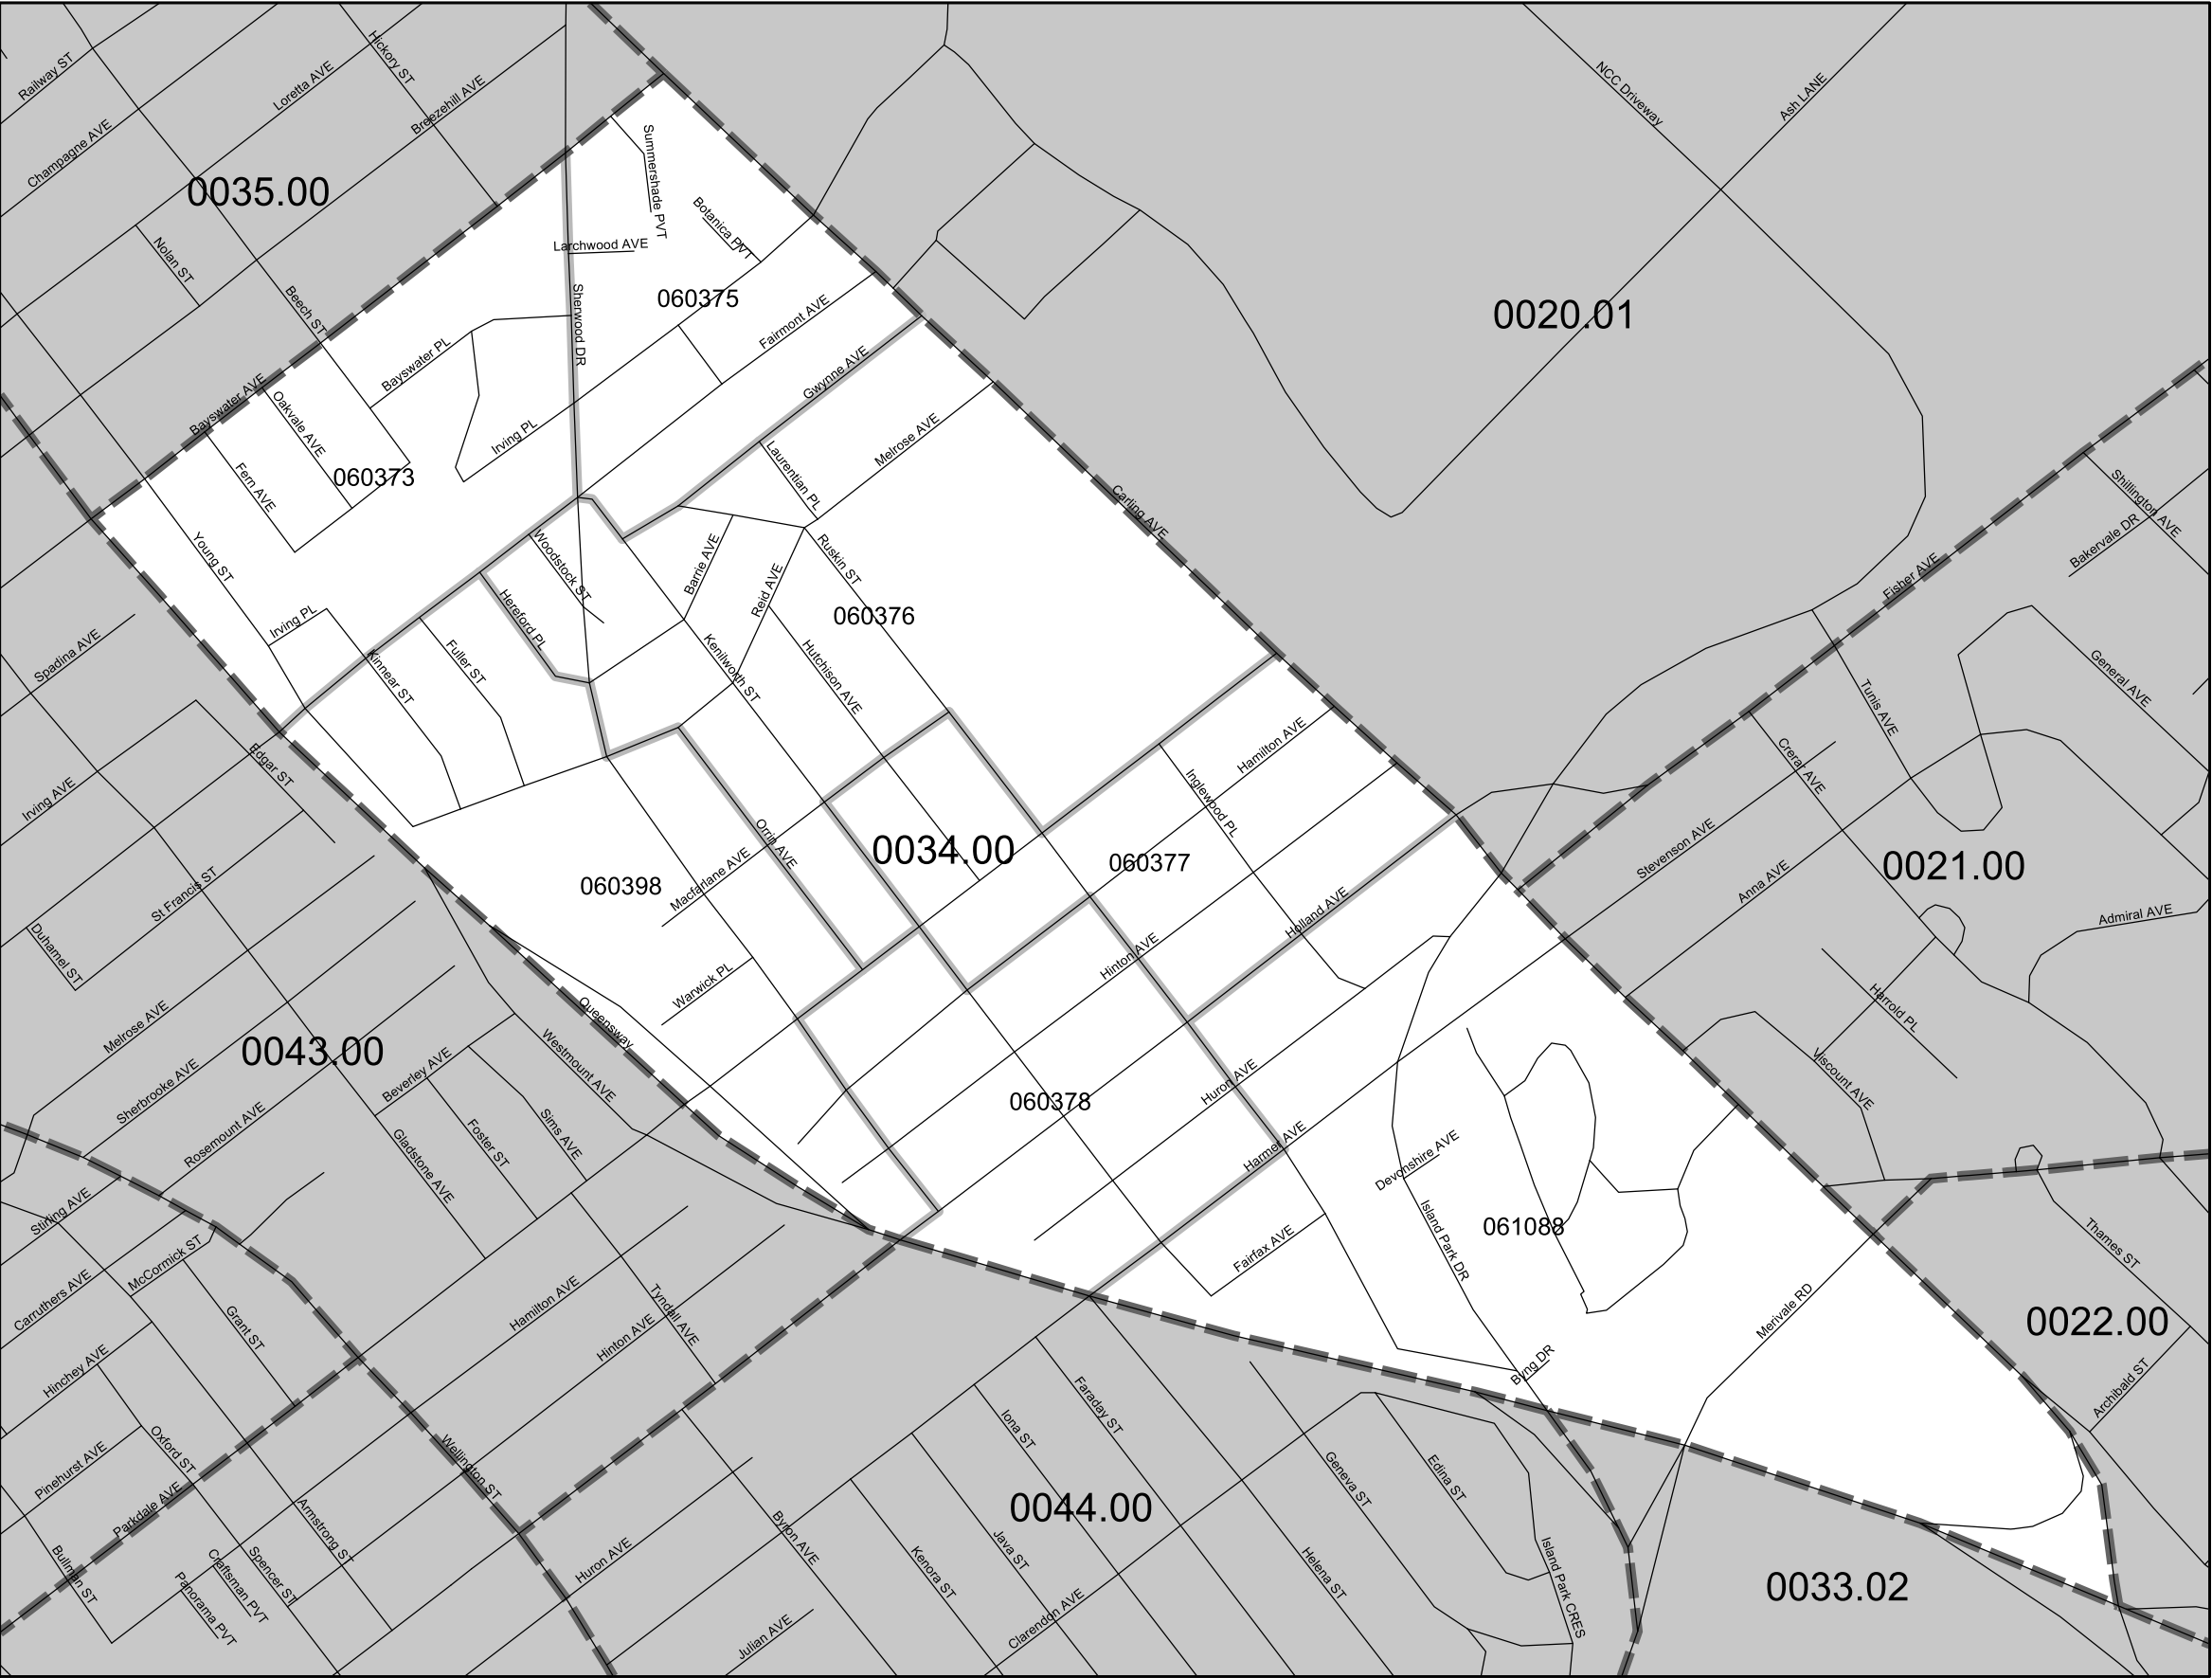 Railway ST
Champagne AVE
Loretta AVE
Hickory ST
Breezehill AVE
0035.00
Nolan ST
Beech ST
Summershade PVT
Botanica PVT
Larchwood AVE
060375
Sherwood DR
Fairmont AVE
Bayswater PL
Gwynne AVE
Irving PL
Bayswater AVE
Oakvale AVE
Fern AVE
060373
Laurentian PL
Melrose AVE
Carling AVE
NCC Driveway
Ash LANE
0020.01
Shillington AVE
Bakervale DR
Fisher AVE
General AVE
Tunis AVE
Crerar AVE
Young ST
Irving PL
Kinnear ST
Fuller ST
Hereford PL
Woodstock ST
Barrie AVE
Reid AVE
Ruskin ST
060376
Kenilworth ST
Hutchison AVE
Spadina AVE
Edgar ST
Irving AVE
St Francis ST
Duhamel ST
Orrin AVE
Macfarlane AVE
060398
0034.00
060377
Hamilton AVE
Inglewood PL
Holland AVE
Hinton AVE
Stevenson AVE
Anna AVE
0021.00
Admiral AVE
Harrold PL
Viscount AVE
Warwick PL
Queensway
Melrose AVE
0043.00
Westmount AVE
Sherbrooke AVE
Beverley AVE
Rosemount AVE
Gladstone AVE
Foster ST
Sims AVE
060378
Huron AVE
Harmer AVE
Devonshire AVE
Island Park DR
061088
Fairfax AVE
Stirling AVE
McCormick ST
Carruthers AVE
Grant ST
Hinchey AVE
Hamilton AVE
Hinton AVE
Tyndall AVE
Merivale RD
Byng DR
Thames ST
0022.00
Archibald ST
Pinehurst AVE
Oxford ST
Parkdale AVE
Wellington ST
Armstrong ST
Bullman ST
Craftsman PVT
Panorama PVT
Spencer ST
Huron AVE
Byron AVE
Julian AVE
Kenora ST
Java ST
Iona ST
Faraday ST
0044.00
Clarendon AVE
Helena ST
Geneva ST
Edina ST
Island Park CRES
0033.02